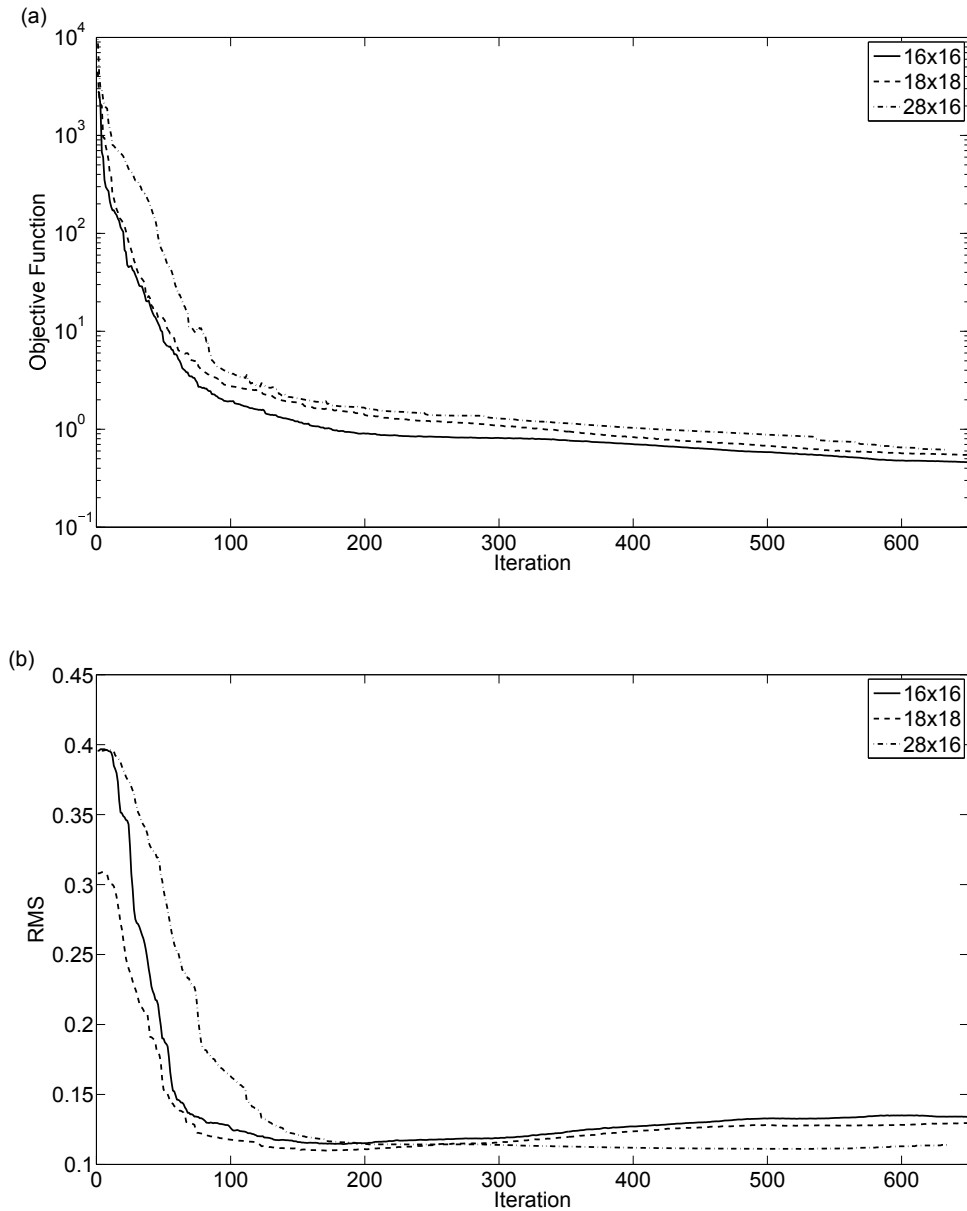 (a)
10^4
10^3
10^2
10^1
10^0
10^−1
Objective Function
0 100 200 300 400 500 600
Iteration
16x16
18x18
28x16
(b)
0.45
0.4
0.35
0.3
0.25
0.2
0.15
0.1
RMS
0 100 200 300 400 500 600
Iteration
16x16
18x18
28x16